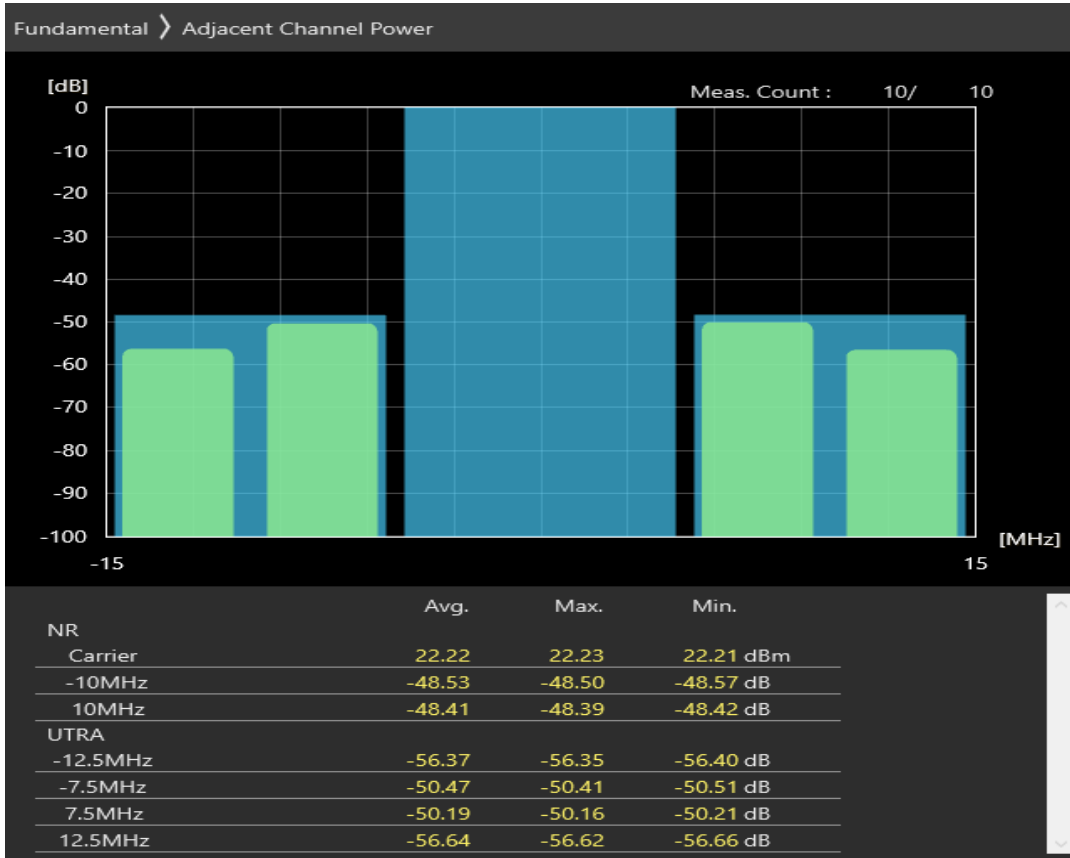 Fundamental ❯ Adjacent Channel Power
[dB]
Meas. Count : 10/ 10
0
-10
-20
-30
-40
-50
-60
-70
-80
-90
-100
[MHz]
-15 15
Avg. Max. Min.
NR
Carrier 22.22 22.23 22.21 dBm
-10MHz -48.53 -48.50 -48.57 dB
10MHz -48.41 -48.39 -48.42 dB
UTRA
-12.5MHz -56.37 -56.35 -56.40 dB
-7.5MHz -50.47 -50.41 -50.51 dB
7.5MHz -50.19 -50.16 -50.21 dB
12.5MHz -56.64 -56.62 -56.66 dB